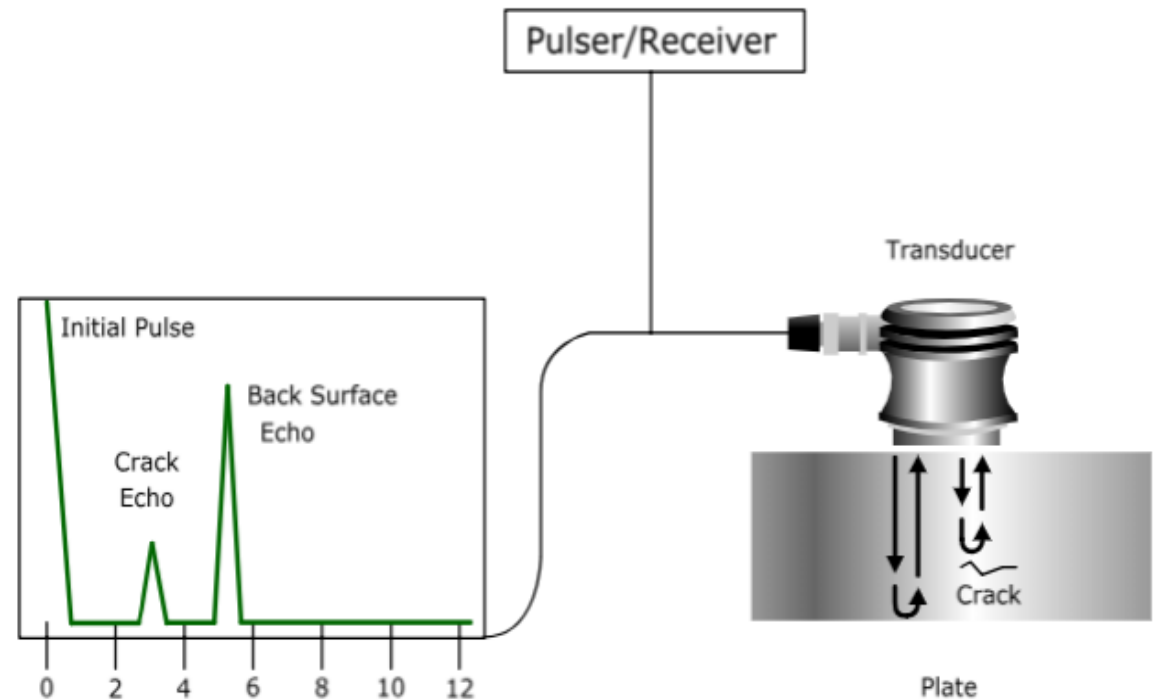 Pulser/Receiver
Transducer
Initial Pulse
Back Surface
Echo
Crack
Echo
Crack
0 2 4 6 8 10 12
Plate